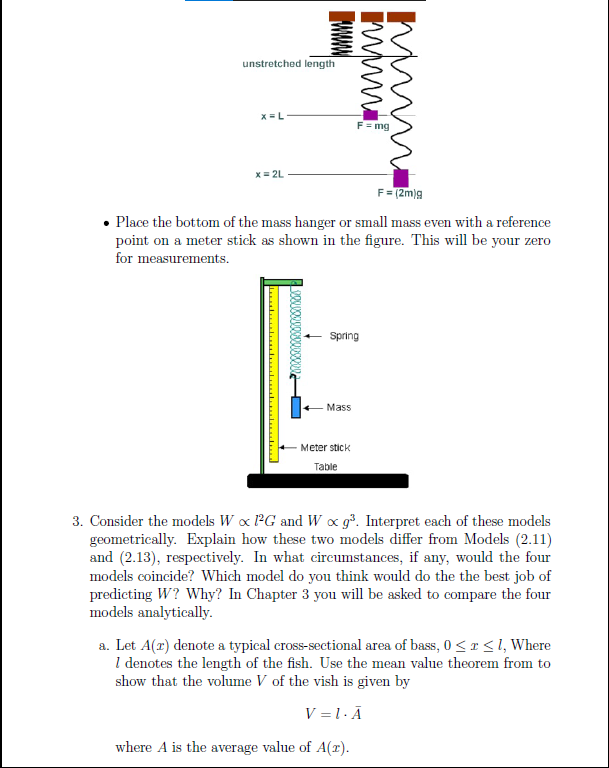 unstretched length
x = L
F = mg
x = 2L
F = (2m)g
• Place the bottom of the mass hanger or small mass even with a reference
point on a meter stick as shown in the figure. This will be your zero
for measurements.
Spring
Mass
Meter stick
Table
3. Consider the models W ∝ l²G and W ∝ g³. Interpret each of these models
geometrically. Explain how these two models differ from Models (2.11)
and (2.13), respectively. In what circumstances, if any, would the four
models coincide? Which model do you think would do the the best job of
predicting W? Why? In Chapter 3 you will be asked to compare the four
models analytically.
a. Let A(x) denote a typical cross-sectional area of bass, 0 ≤ x ≤ l, Where
l denotes the length of the fish. Use the mean value theorem from to
show that the volume V of the vish is given by
V = l · Ā
where A is the average value of A(x).